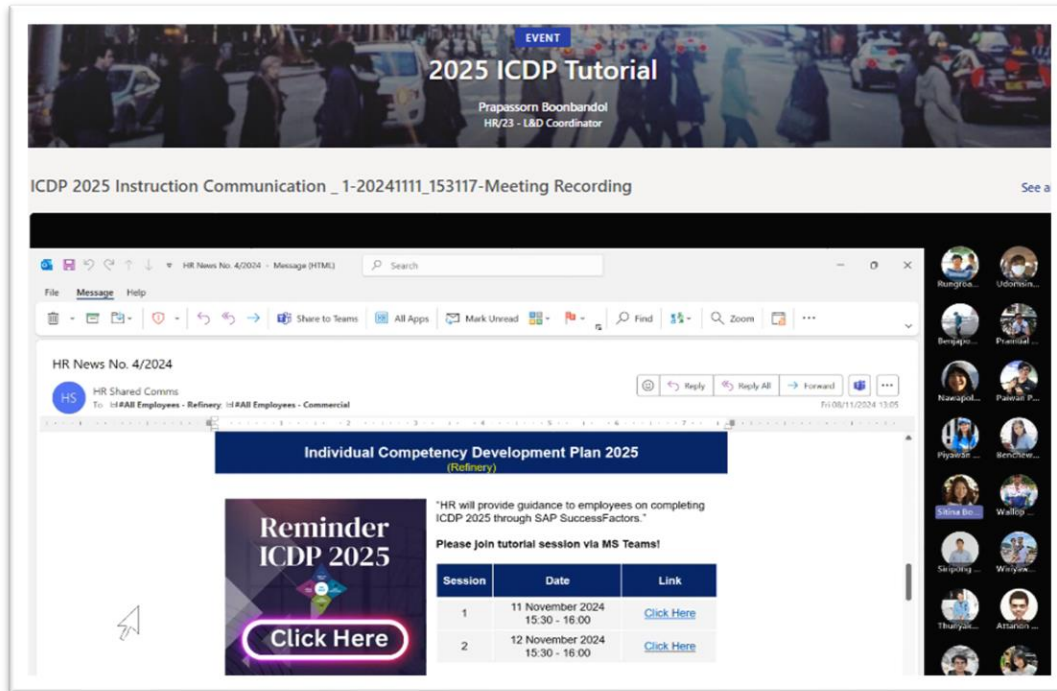 EVENT
2025 ICDP Tutorial
Prapassorn Boonbandol
HR/23 - L&D Coordinator
ICDP 2025 Instruction Communication _ 1-20241111_153117-Meeting Recording
See a
HR News No. 4/2024 - Message (HTML)
Search
File Message Help
Share to Teams
All Apps
Mark Unread
Find
Zoom
HR News No. 4/2024
HS
HR Shared Comms
To #All Employees - Refinery; #All Employees - Commercial
Reply
Reply All
Forward
Fri 08/11/2024 13:05
Individual Competency Development Plan 2025
(Refinery)
Reminder
ICDP 2025
Click Here
"HR will provide guidance to employees on completing
ICDP 2025 through SAP SuccessFactors."
Please join tutorial session via MS Teams!
Session Date Link
1 11 November 2024 15:30 - 16:00 Click Here
2 12 November 2024 15:30 - 16:00 Click Here
Rungroa... Udomsin...
Benjapo... Pramual ...
Nawapol... Paiwan P...
Piyawan ... Benchew...
Sitina Bo... Wallop ...
Siripong ... Wiriyaw...
Thunyak... Attanon ...